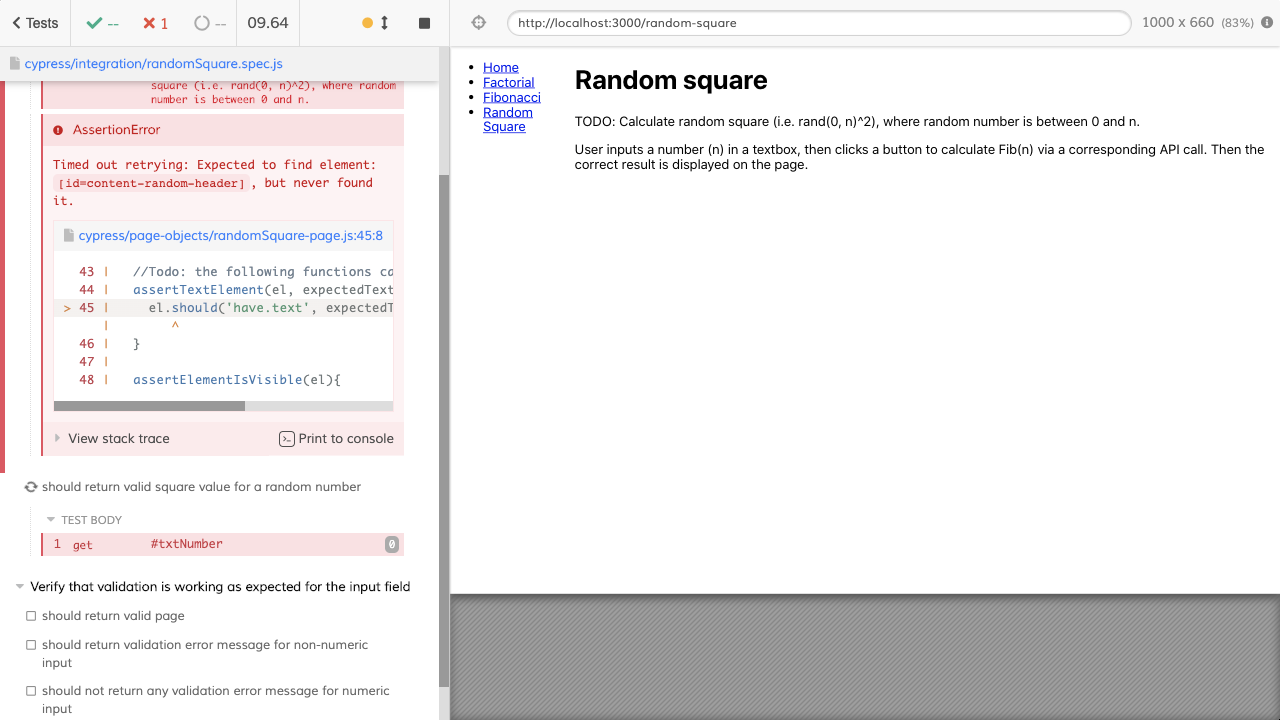 Tests
--
1
--
09.64
http://localhost:3000/random-square
1000 x 660 (83%)
cypress/integration/randomSquare.spec.js
square (i.e. rand(0, n)^2), where random
number is between 0 and n.
AssertionError
Timed out retrying: Expected to find element:
[id=content-random-header], but never found
it.
cypress/page-objects/randomSquare-page.js:45:8
43 | //Todo: the following functions co
44 | assertTextElement(el, expectedText
> 45 | el.should('have.text', expectedT
| ^
46 | }
47 |
48 | assertElementIsVisible(el){
View stack trace
Print to console
should return valid square value for a random number
TEST BODY
1 get #txtNumber 0
Verify that validation is working as expected for the input field
should return valid page
should return validation error message for non-numeric
input
should not return any validation error message for numeric
input
Home
Factorial
Fibonacci
Random
Square
Random square
TODO: Calculate random square (i.e. rand(0, n)^2), where random number is between 0 and n.
User inputs a number (n) in a textbox, then clicks a button to calculate Fib(n) via a corresponding API call. Then the
correct result is displayed on the page.